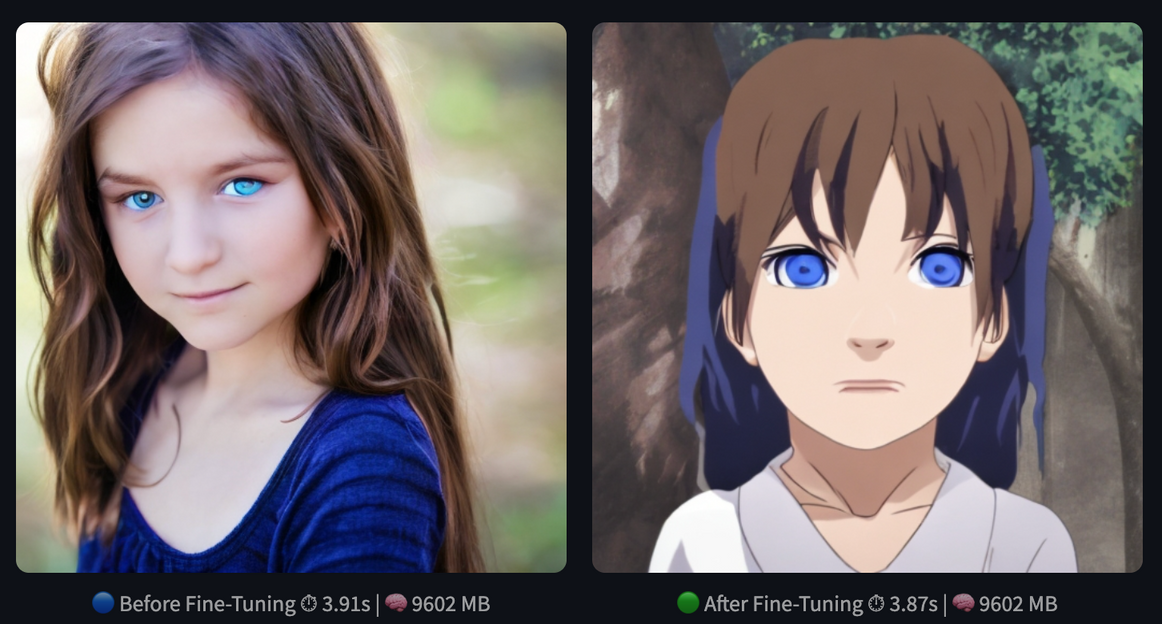 🔵 Before Fine-Tuning ⏱ 3.91s | 🧠 9602 MB
🟢 After Fine-Tuning ⏱ 3.87s | 🧠 9602 MB